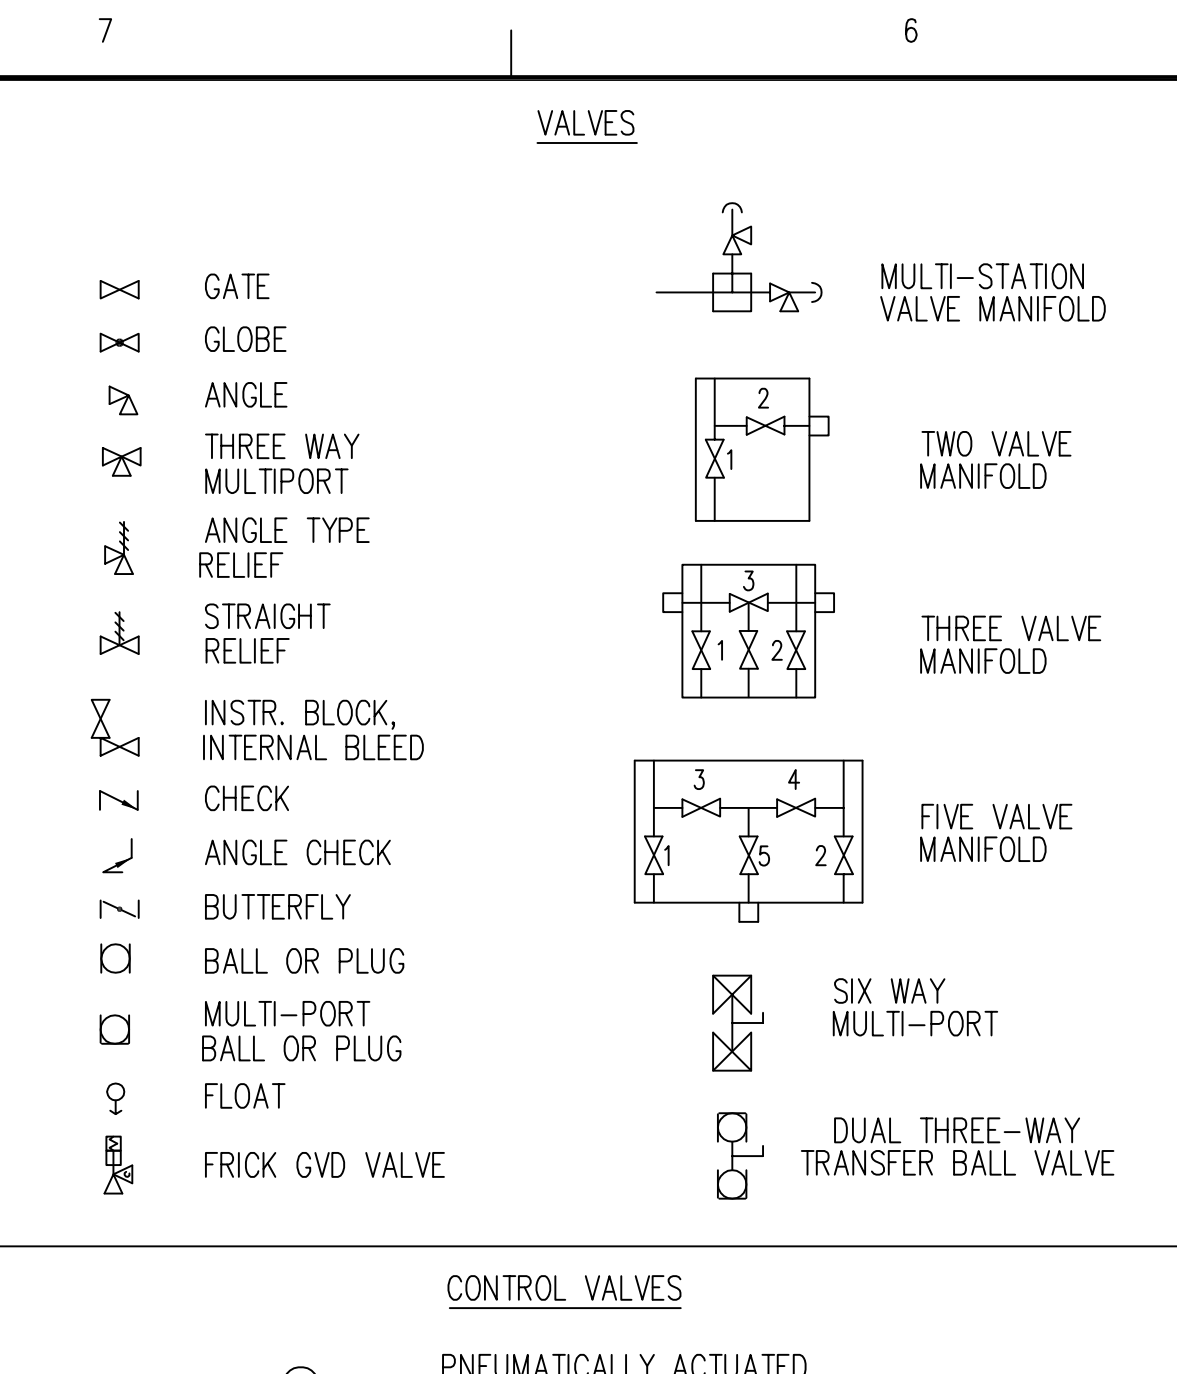 7
6
VALVES
GATE
GLOBE
ANGLE
THREE WAY
MULTIPORT
ANGLE TYPE
RELIEF
STRAIGHT
RELIEF
INSTR. BLOCK,
INTERNAL BLEED
CHECK
ANGLE CHECK
BUTTERFLY
BALL OR PLUG
MULTI-PORT
BALL OR PLUG
FLOAT
FRICK GVD VALVE
MULTI-STATION
VALVE MANIFOLD
2
1
TWO VALVE
MANIFOLD
3
1
2
THREE VALVE
MANIFOLD
3
4
1
5
2
FIVE VALVE
MANIFOLD
SIX WAY
MULTI-PORT
DUAL THREE-WAY
TRANSFER BALL VALVE
CONTROL VALVES
PNEUMATICALLY ACTUATED